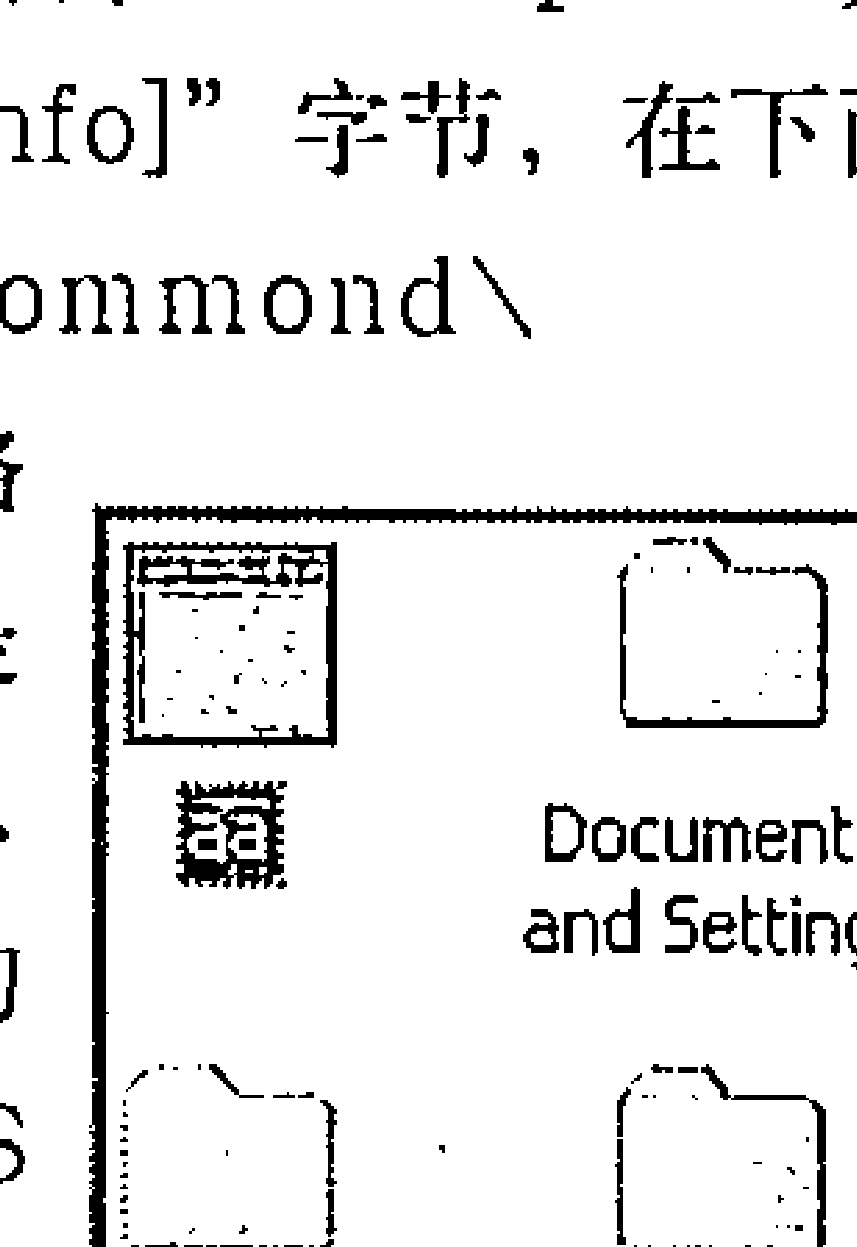 nfo]” 字节，在下
ommond\
Document
and Setting